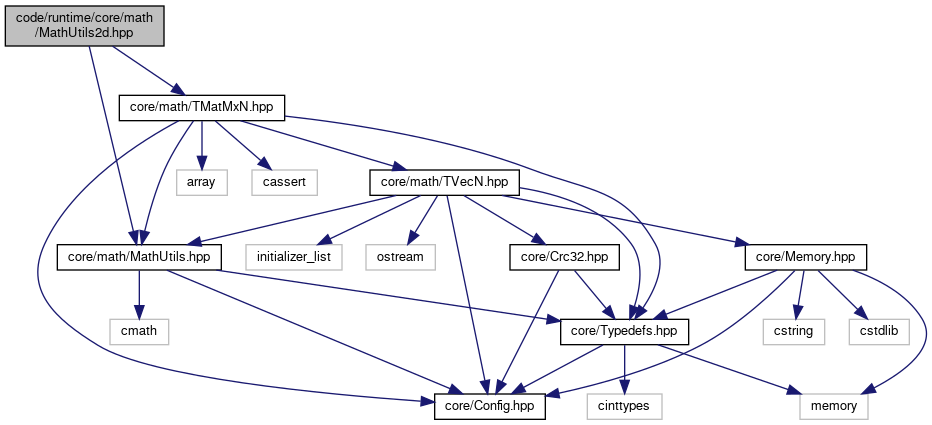 code/runtime/core/math
/MathUtils2d.hpp
core/math/TMatMxN.hpp
array
cassert
core/math/TVecN.hpp
core/math/MathUtils.hpp
initializer_list
ostream
core/Crc32.hpp
core/Memory.hpp
cmath
core/Typedefs.hpp
cstring
cstdlib
core/Config.hpp
cinttypes
memory